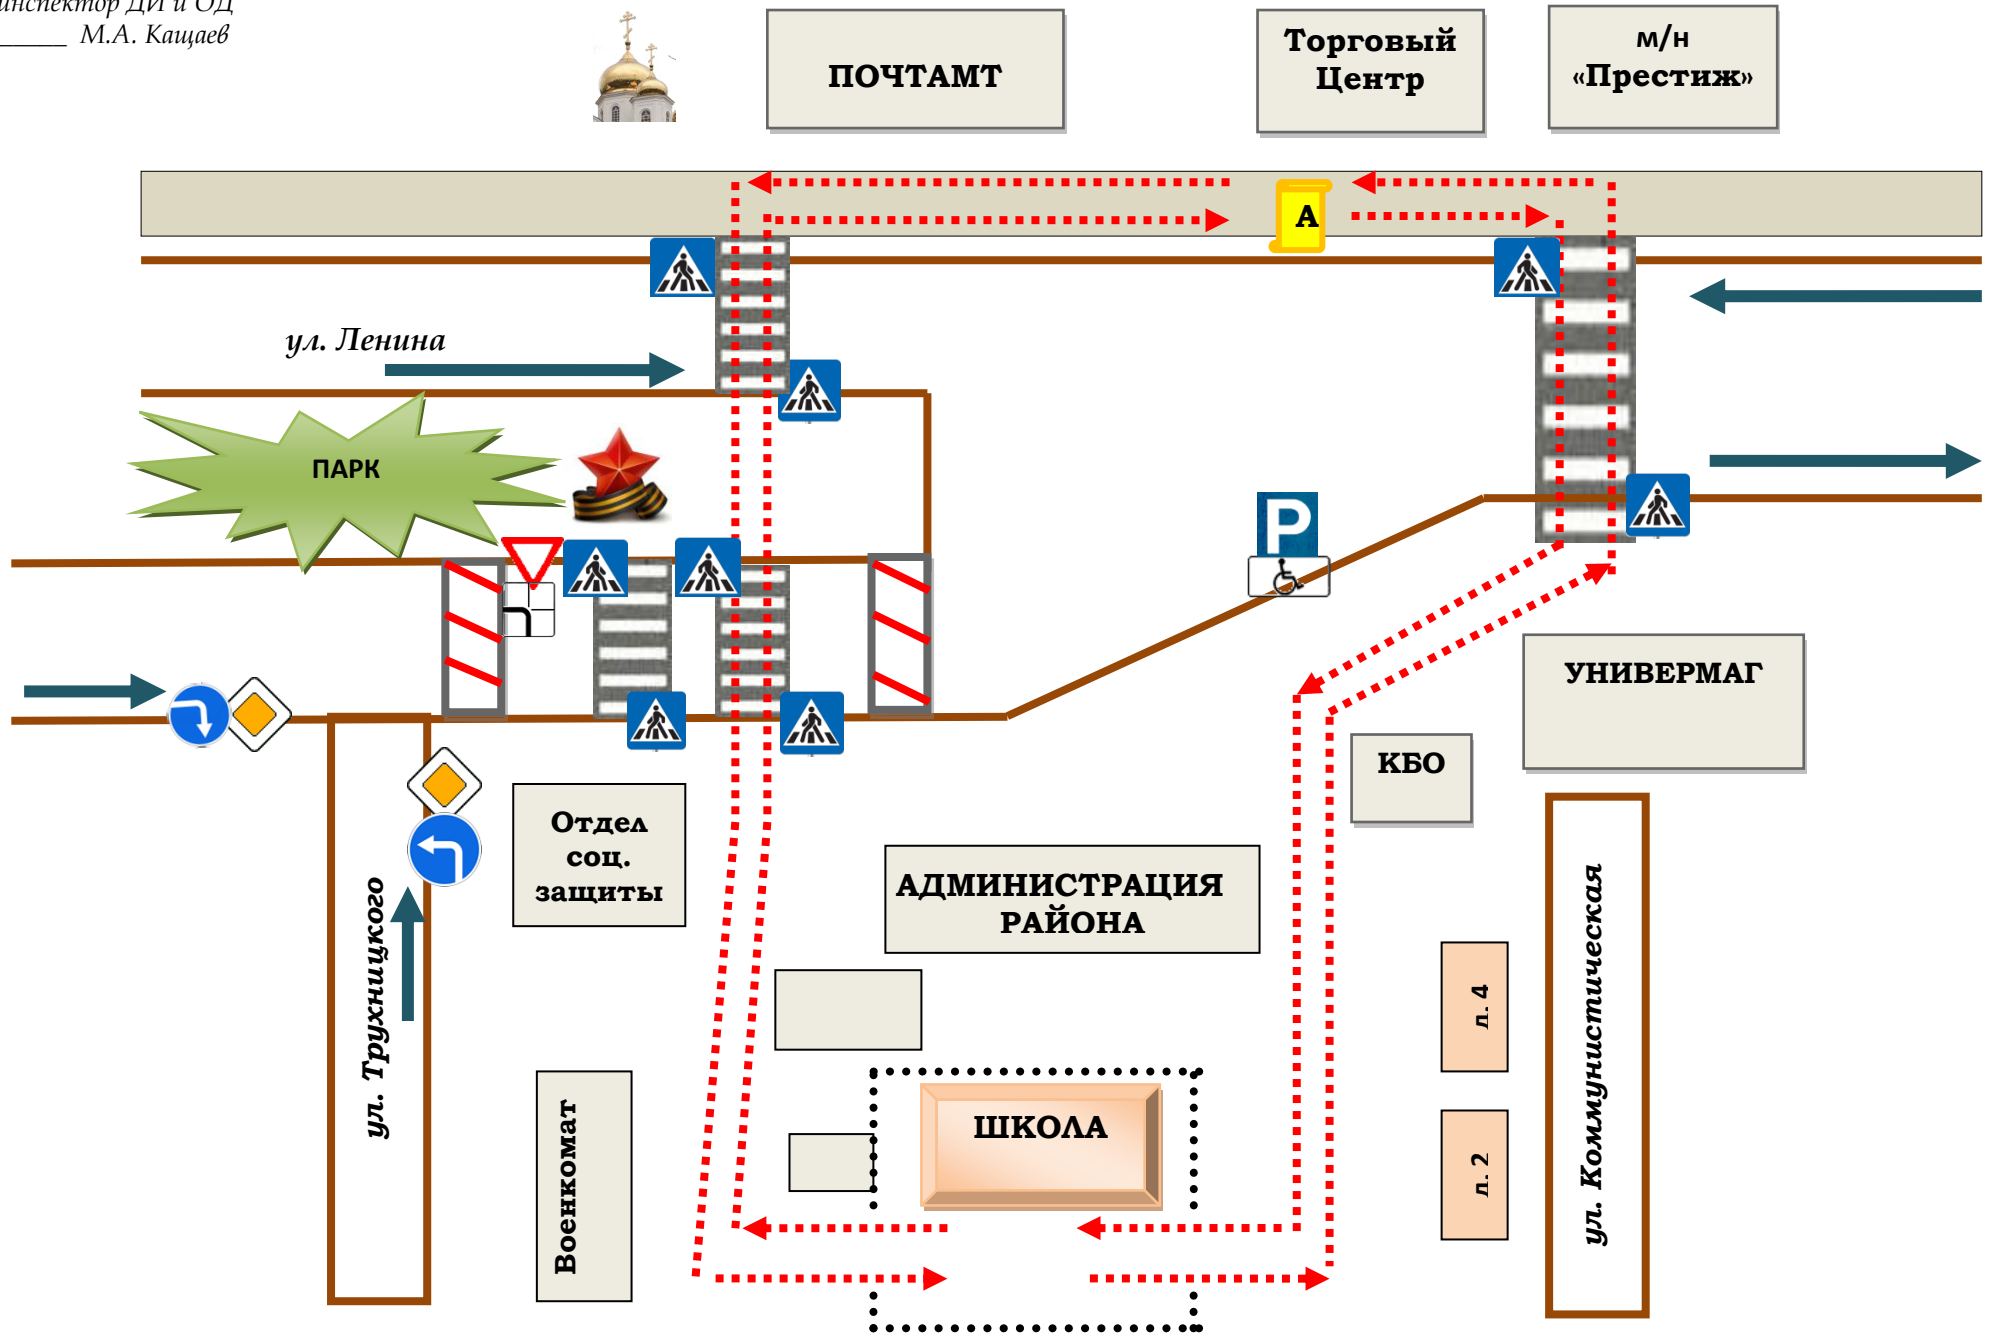 инспектор ДИ и ОД
______ М.А. Кащаев
ПОЧТАМТ
Торговый
Центр
м/н
«Престиж»
А
ул. Ленина
ПАРК
P
УНИВЕРМАГ
КБО
Отдел
соц.
защиты
АДМИНИСТРАЦИЯ
РАЙОНА
ул. Трухницкого
Военкомат
ШКОЛА
д. 4
д. 2
ул. Коммунистическая